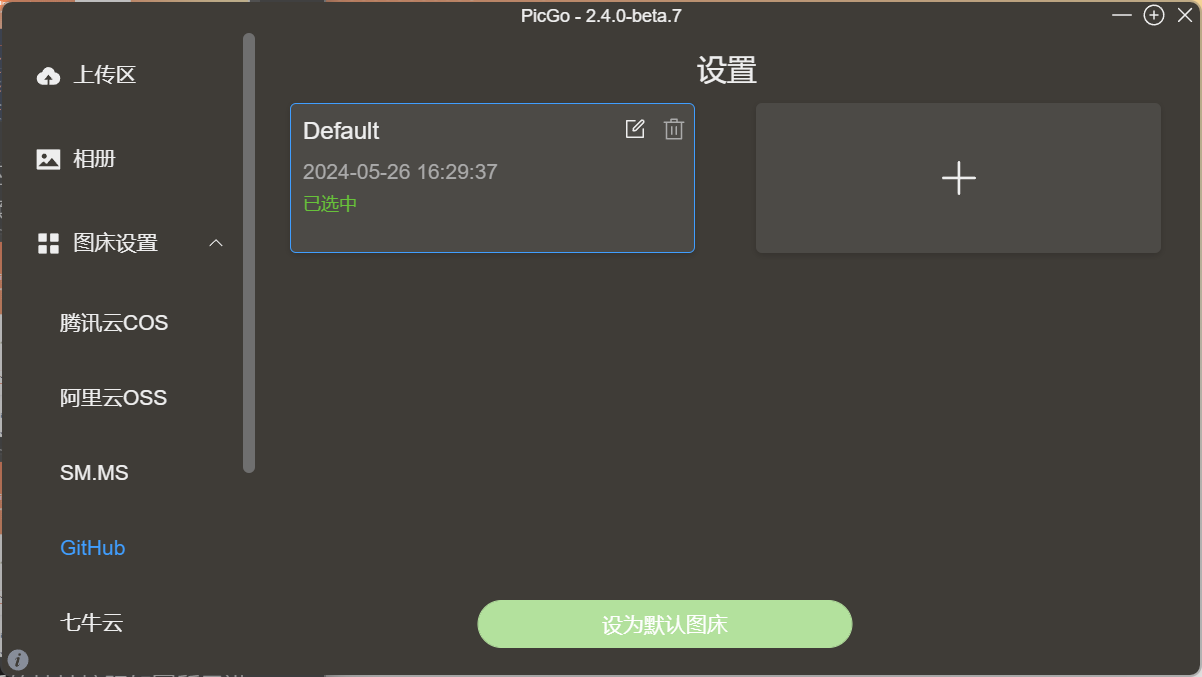 PicGo - 2.4.0-beta.7
上传区
相册
图床设置
腾讯云COS
阿里云OSS
SM.MS
GitHub
七牛云
设置
Default
2024-05-26 16:29:37
已选中
设为默认图床